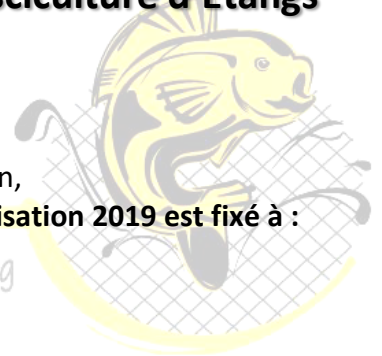 sciculture d'Etangs
n,
isation 2019 est fixé à :
g